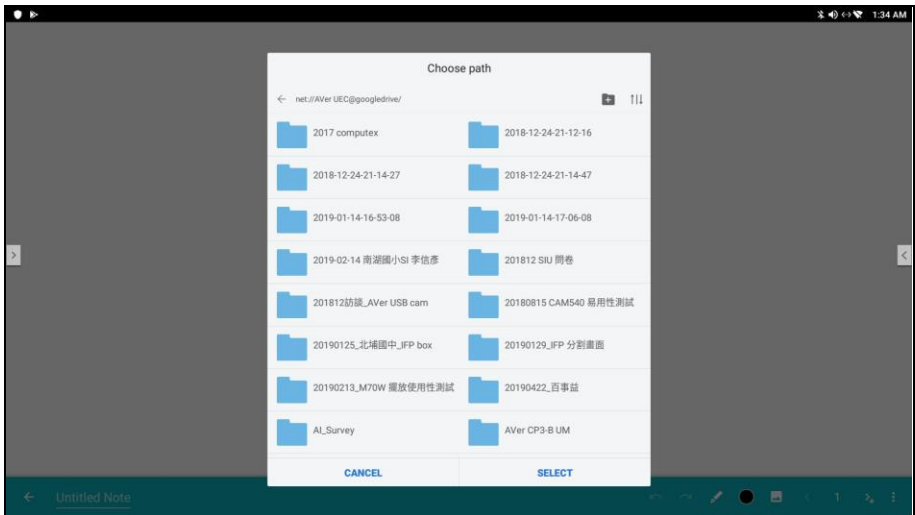 1:34 AM
Choose path
net://AVer UEC@googledrive/
2017 computex
2018-12-24-21-12-16
2018-12-24-21-14-27
2018-12-24-21-14-47
2019-01-14-16-53-08
2019-01-14-17-06-08
2019-02-14 南湖國小SI 李信彥
201812 SIU 問卷
201812訪談_AVer USB cam
20180815 CAM540 易用性測試
20190125_北埔國中_IFP box
20190129_IFP 分割畫面
20190213_M70W 擺放使用性測試
20190422_百事益
AI_Survey
AVer CP3-B UM
CANCEL
SELECT
Untitled Note
1